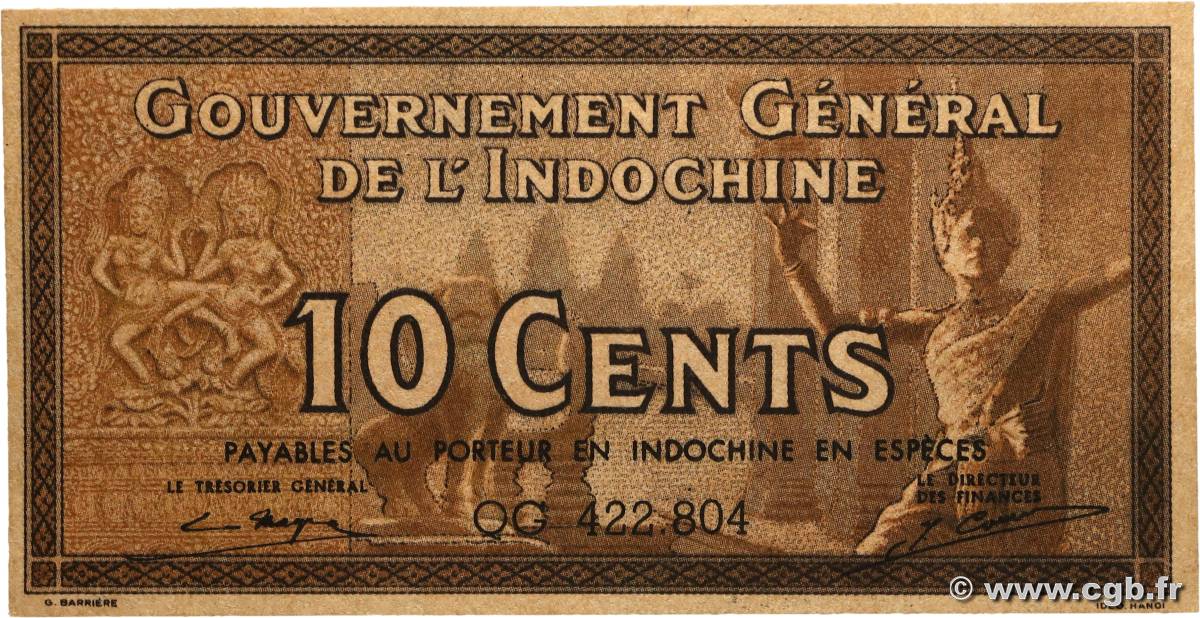 GOUVERNEMENT GÉNÉRAL
DE L'INDOCHINE
10 CENTS
PAYABLES AU PORTEUR EN INDOCHINE EN ESPÈCES
LE TRÉSORIER GÉNÉRAL
LE DIRECTEUR
DES FINANCES
QG 422.804
G. BARRIÈRE
HANOI
© www.cgb.fr